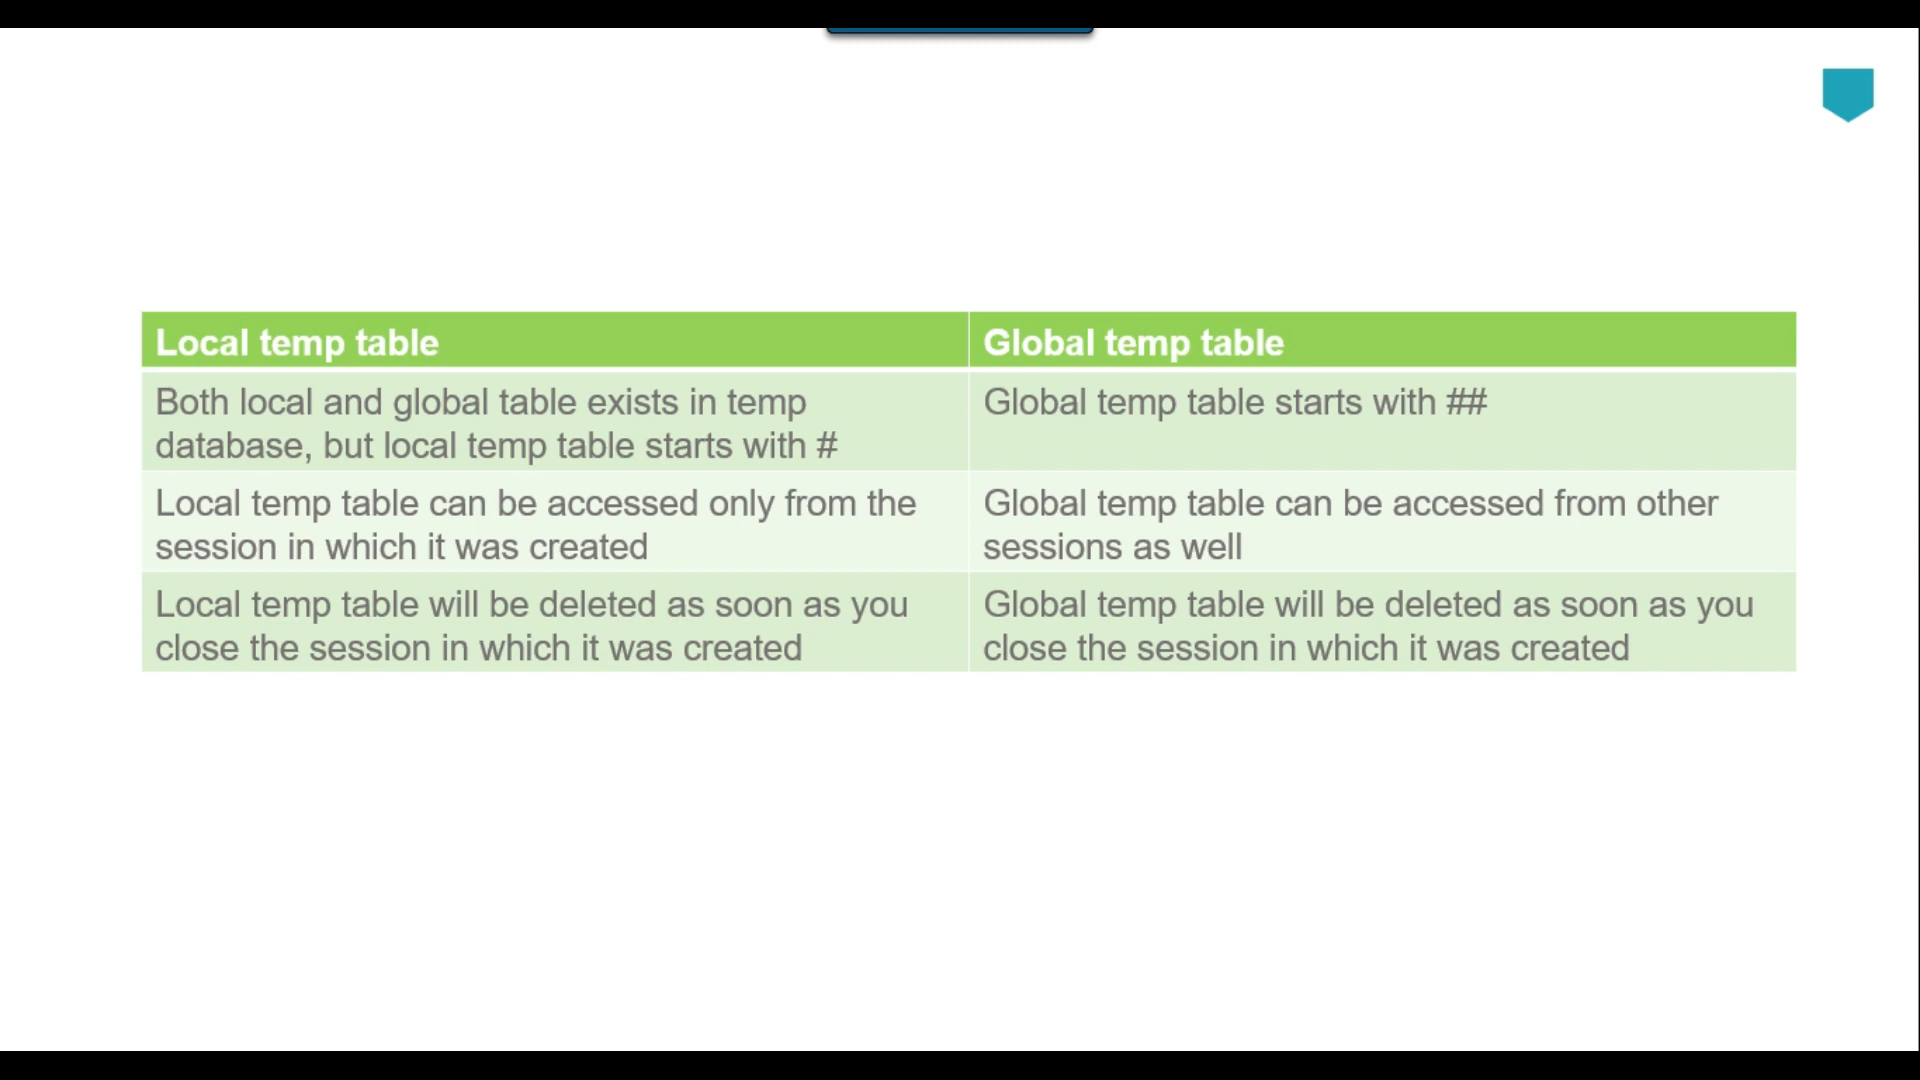 Local temp table
Global temp table
Both local and global table exists in temp
database, but local temp table starts with #
Global temp table starts with ##
Local temp table can be accessed only from the
session in which it was created
Global temp table can be accessed from other
sessions as well
Local temp table will be deleted as soon as you
close the session in which it was created
Global temp table will be deleted as soon as you
close the session in which it was created